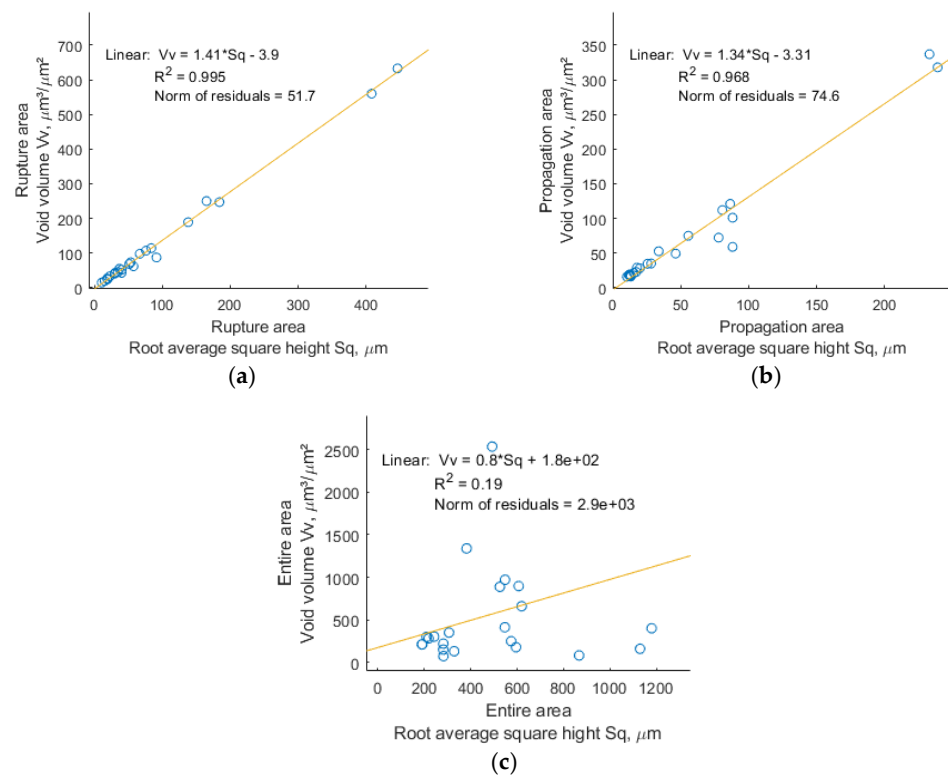 700
600
500
400
300
200
100
0
Rupture area
Void volume Vv, μm³/μm²
Linear: Vv = 1.41*Sq - 3.9
R² = 0.995
Norm of residuals = 51.7
0 100 200 300 400
Rupture area
Root average square height Sq, μm
(a)
350
300
250
200
150
100
50
0
Propagation area
Void volume Vv, μm³/μm²
Linear: Vv = 1.34*Sq - 3.31
R² = 0.968
Norm of residuals = 74.6
0 50 100 150 200
Propagation area
Root average square hight Sq, μm
(b)
2500
2000
1500
1000
500
0
Entire area
Void volume Vv, μm³/μm²
Linear: Vv = 0.8*Sq + 1.8e+02
R² = 0.19
Norm of residuals = 2.9e+03
0 200 400 600 800 1000 1200
Entire area
Root average square hight Sq, μm
(c)